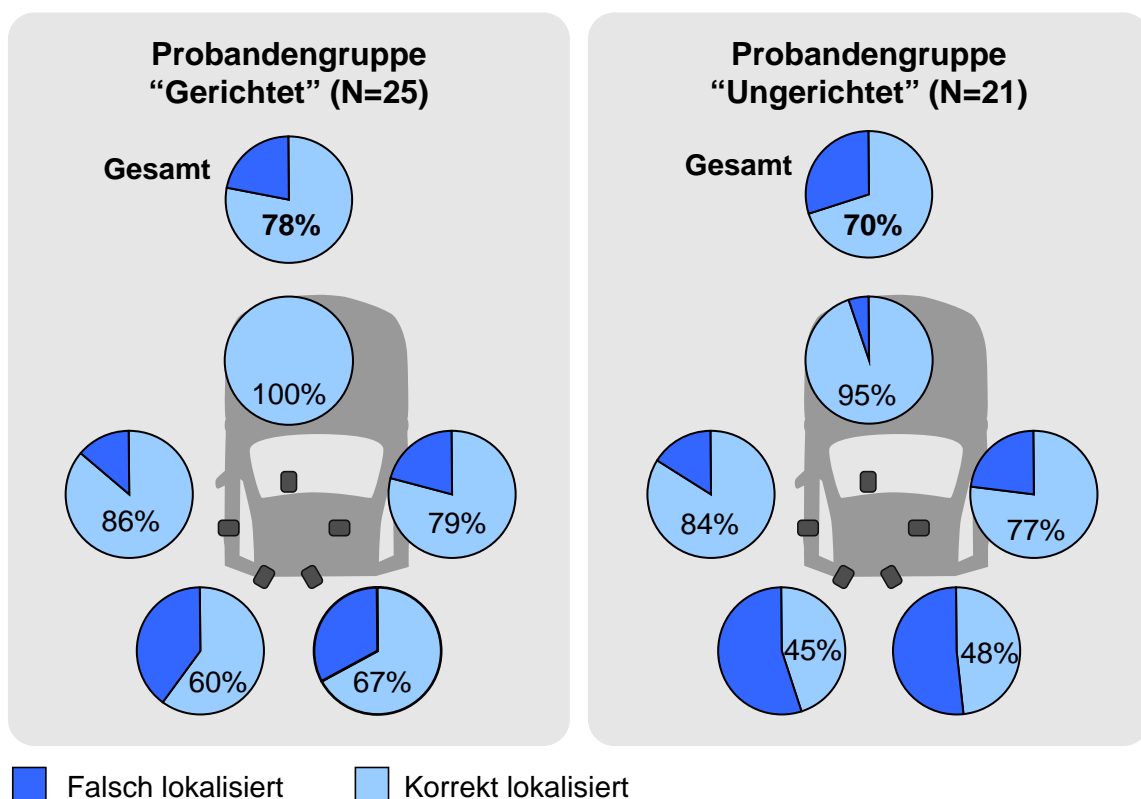 Probandengruppe
“Gerichtet” (N=25)
Gesamt
78%
100%
86%
79%
60%
67%
Probandengruppe
“Ungerichtet” (N=21)
Gesamt
70%
95%
84%
77%
45%
48%
Falsch lokalisiert
Korrekt lokalisiert